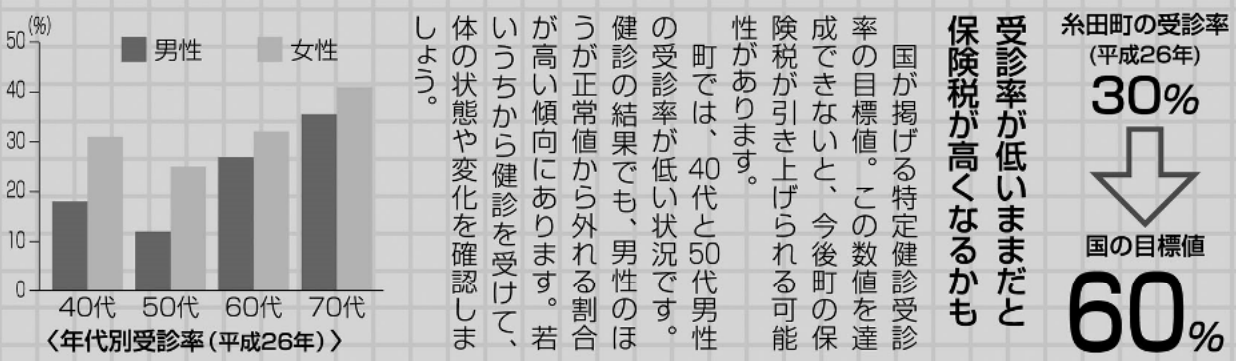 糸田町の受診率
(平成26年)
30%
国の目標値
60%
受診率が低いままだと
保険税が高くなるかも
国が掲げる特定健診受診
率の目標値。この数値を達
成できないと、今後町の保
険税が引き上げられる可能
性があります。
町では、40代と50代男性
の受診率が低い状況です。
健診の結果でも、男性のほ
うが正常値から外れる割合
が高い傾向にあります。若
いうちから健診を受けて、
体の状態や変化を確認しま
しょう。
(%)
50
40
30
20
10
0
男性
女性
40代
50代
60代
70代
〈年代別受診率(平成26年)〉